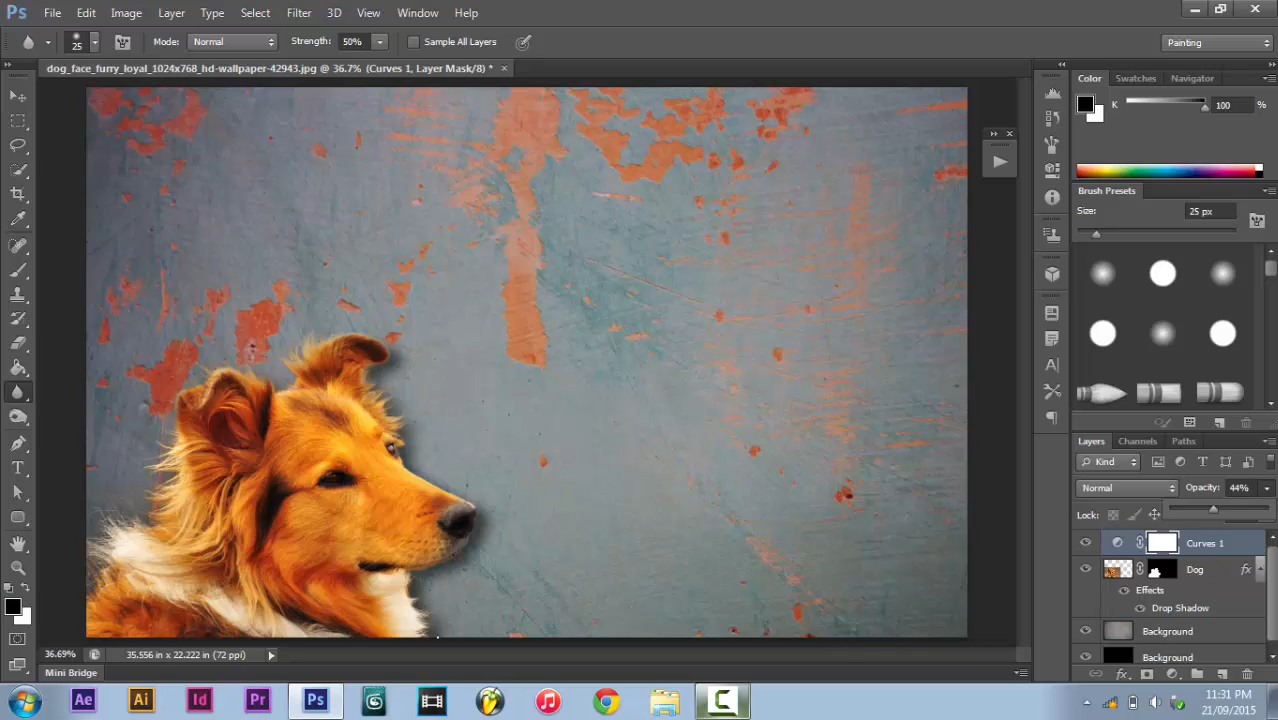 Ps File Edit Image Layer Type Select Filter 3D View Window Help
25 Mode: Normal Strength: 50% Sample All Layers Painting
dog_face_furry_loyal_1024x768_hd-wallpaper-42943.jpg @ 36.7% (Curves 1, Layer Mask/8) *
Color Swatches Navigator
K 100 %
Brush Presets
Size: 25 px
Layers Channels Paths
Kind
Normal Opacity: 44%
Lock:
Curves 1
Dog fx
Effects
Drop Shadow
Background
Background
36.69% 35.556 in x 22.222 in (72 ppi)
Mini Bridge
Ae Ai Id Pr Ps
11:31 PM
21/09/2015